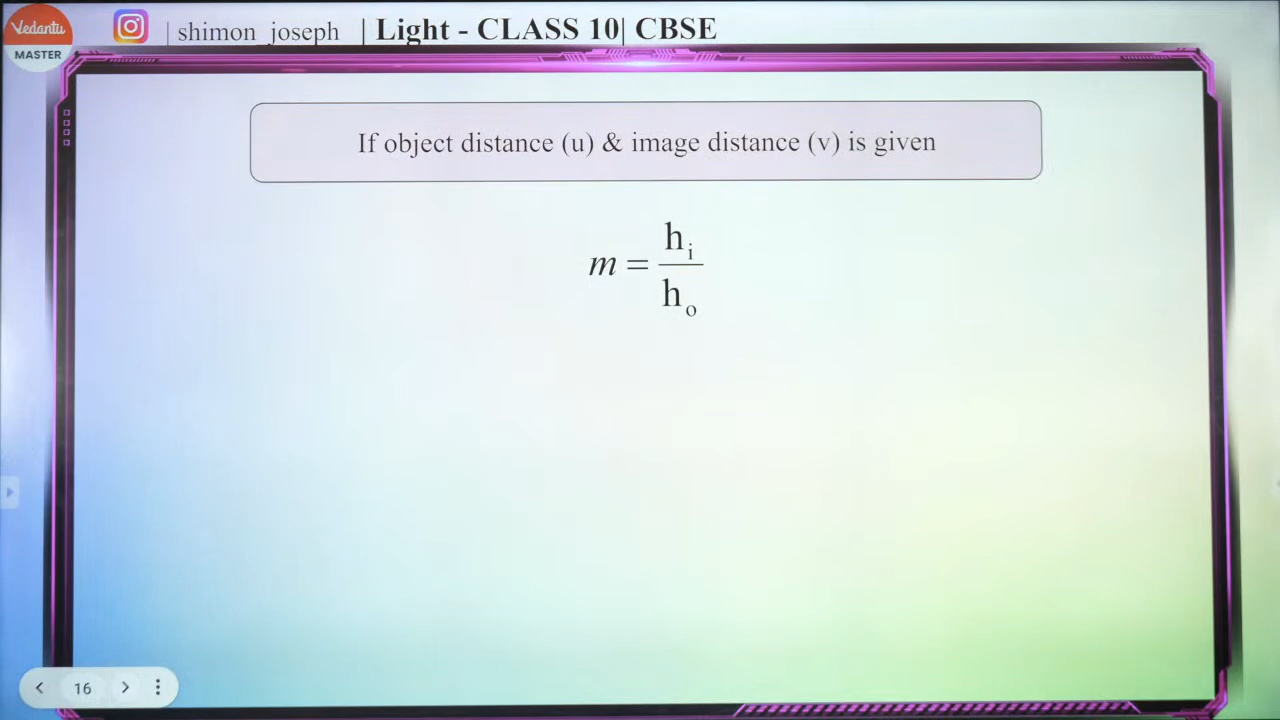 Vedantu
MASTER
| shimon_joseph | Light - CLASS 10| CBSE
If object distance (u) & image distance (v) is given
m = hᵢ / hₒ
16